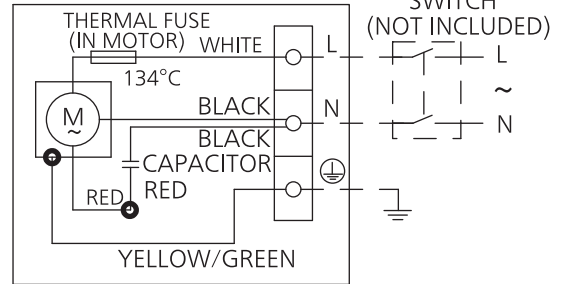 SWITCH
(NOT INCLUDED)
THERMAL FUSE
(IN MOTOR)
WHITE
L
L
134°C
M
~
BLACK
N
~
N
BLACK
CAPACITOR
RED
RED
YELLOW/GREEN